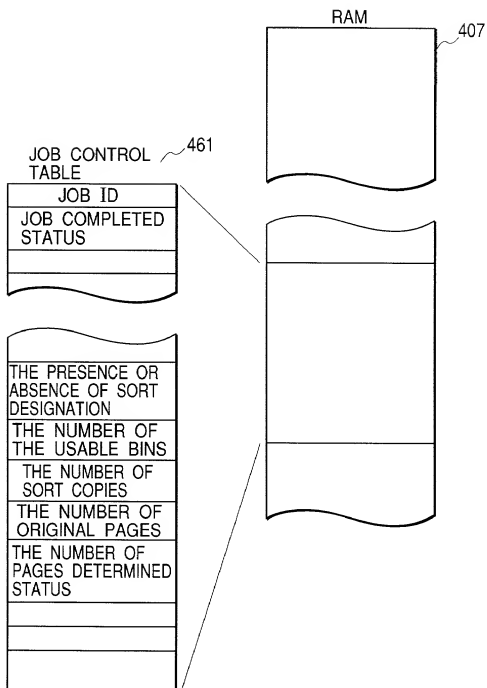 RAM
407
JOB CONTROL
TABLE
461
JOB ID
JOB COMPLETED
STATUS
THE PRESENCE OR
ABSENCE OF SORT
DESIGNATION
THE NUMBER OF
THE USABLE BINS
THE NUMBER OF
SORT COPIES
THE NUMBER OF
ORIGINAL PAGES
THE NUMBER OF
PAGES DETERMINED
STATUS